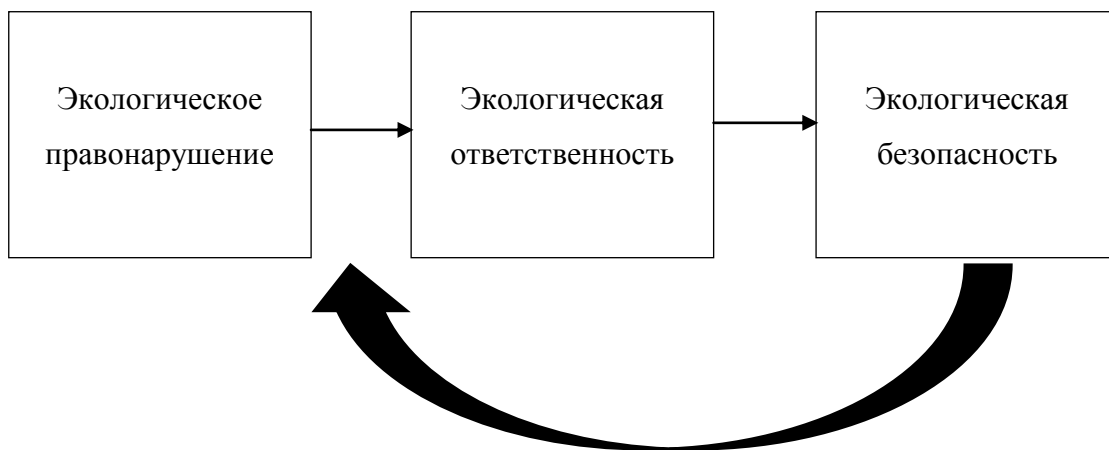 Экологическое
правонарушение
Экологическая
ответственность
Экологическая
безопасность